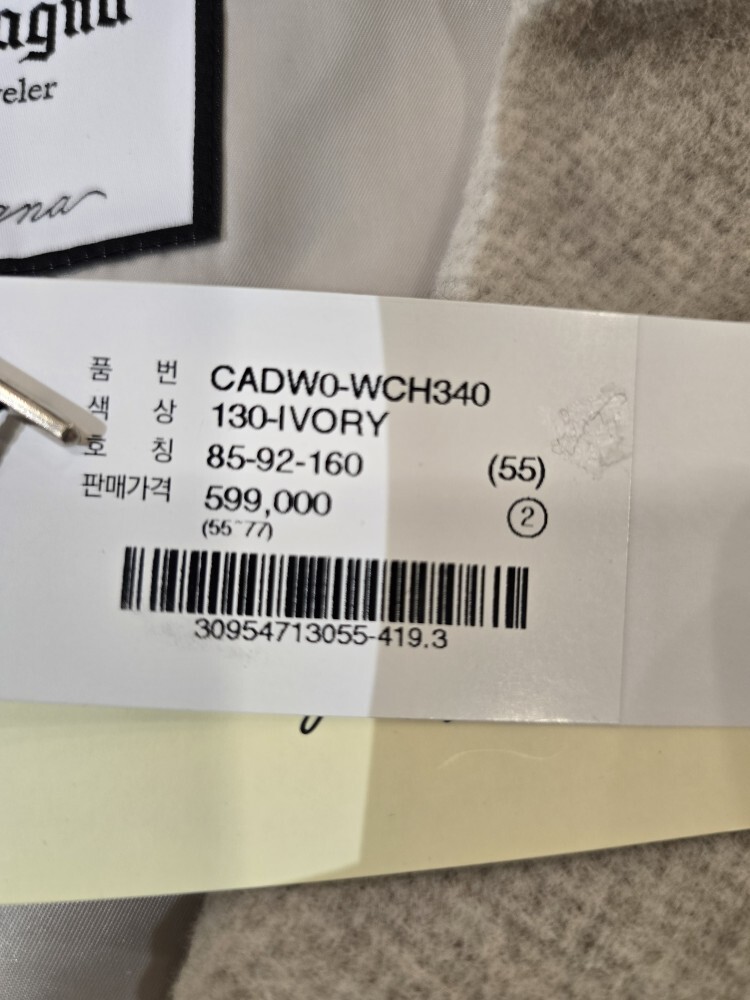 agna
eler
gna
품 번 CADW0-WCH340
색 상 130-IVORY
호 칭 85-92-160 (55)
판매가격 599,000 ②
(55~77)
30954713055-419.3